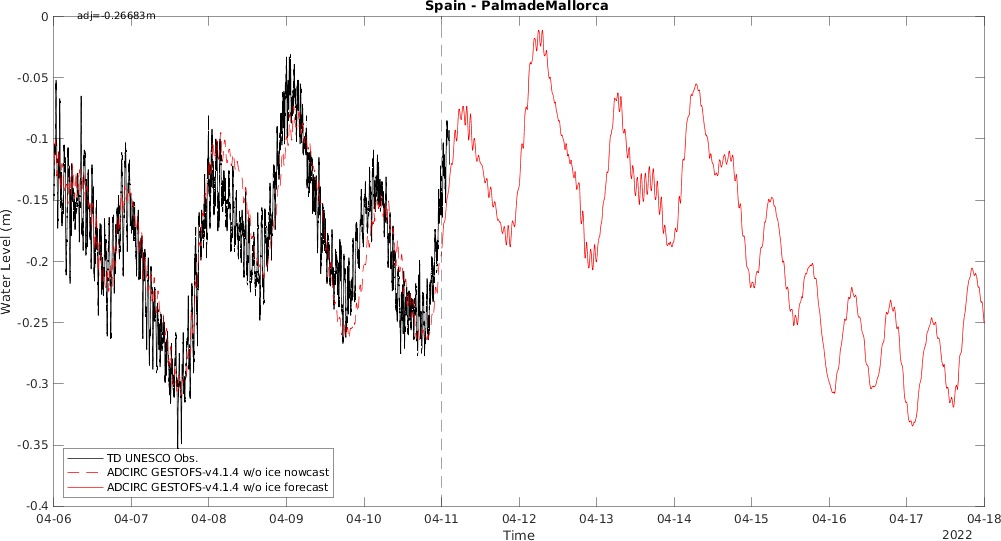 Spain - PalmadeMallorca
adj=-0.26683m
0
-0.05
-0.1
-0.15
-0.2
-0.25
-0.3
-0.35
-0.4
Water Level (m)
TD UNESCO Obs.
ADCIRC GESTOFS-v4.1.4 w/o ice nowcast
ADCIRC GESTOFS-v4.1.4 w/o ice forecast
04-06 04-07 04-08 04-09 04-10 04-11 04-12 04-13 04-14 04-15 04-16 04-17 04-18
Time
2022